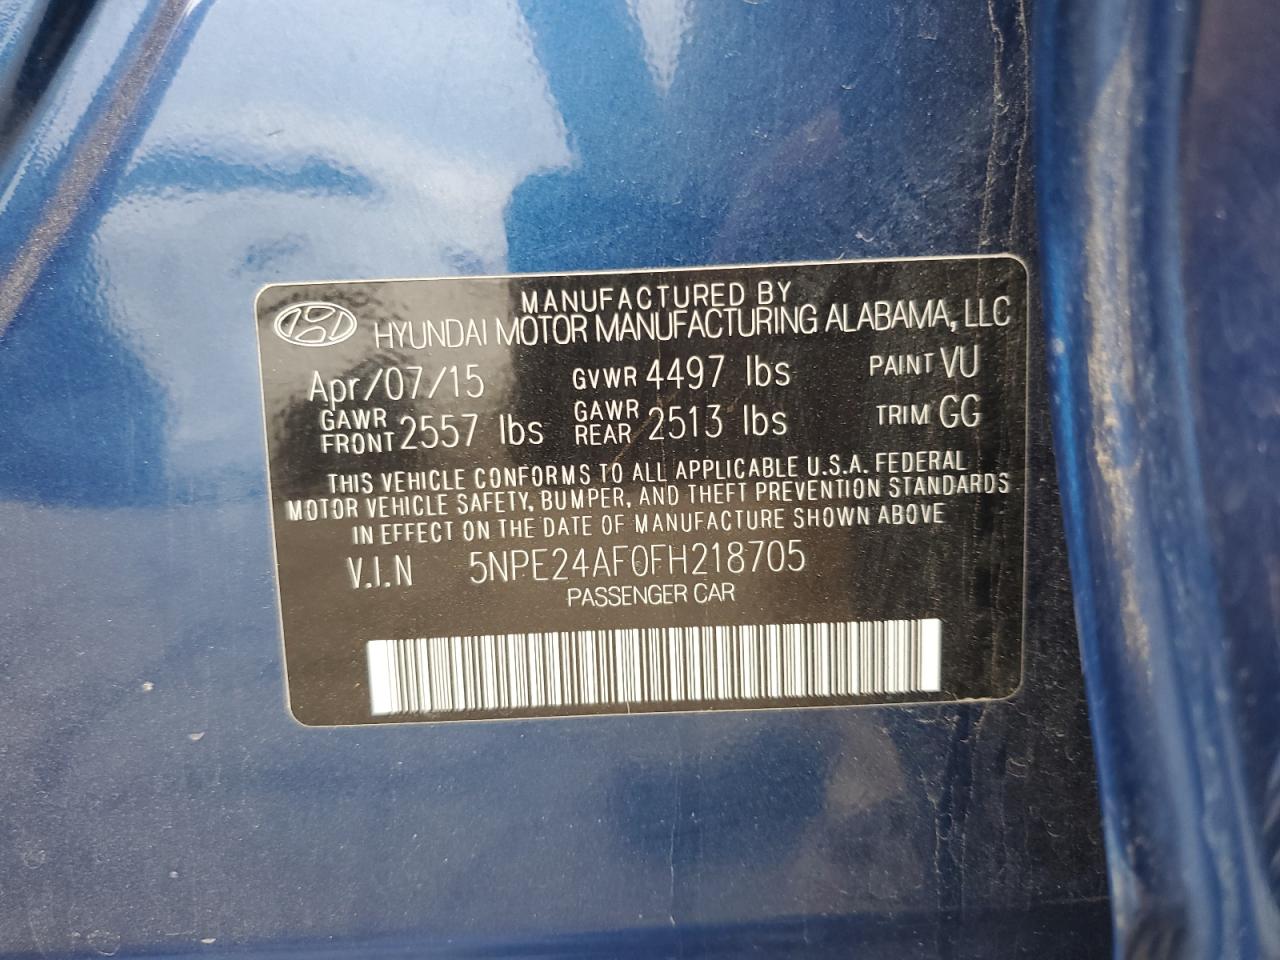 MANUFACTURED BY
HYUNDAI MOTOR MANUFACTURING ALABAMA, LLC
Apr/07/15 GVWR 4497 lbs PAINT VU
GAWR FRONT 2557 lbs GAWR REAR 2513 lbs TRIM GG
THIS VEHICLE CONFORMS TO ALL APPLICABLE U.S.A. FEDERAL
MOTOR VEHICLE SAFETY, BUMPER, AND THEFT PREVENTION STANDARDS
IN EFFECT ON THE DATE OF MANUFACTURE SHOWN ABOVE
V.I.N 5NPE24AF0FH218705
PASSENGER CAR